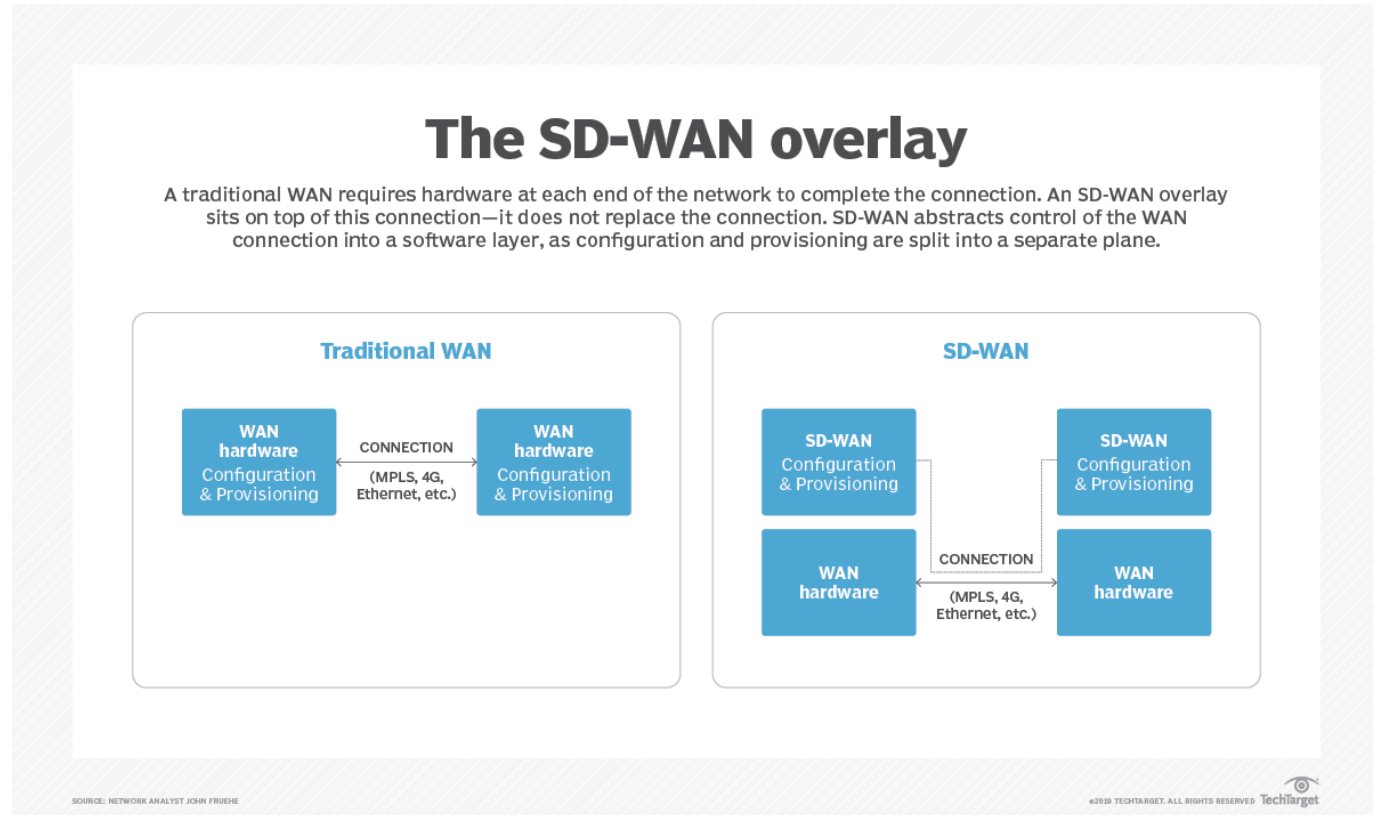 The SD-WAN overlay
A traditional WAN requires hardware at each end of the network to complete the connection. An SD-WAN overlay
sits on top of this connection—it does not replace the connection. SD-WAN abstracts control of the WAN
connection into a software layer, as configuration and provisioning are split into a separate plane.
Traditional WAN
WAN
hardware
Configuration
& Provisioning
CONNECTION
(MPLS, 4G,
Ethernet, etc.)
WAN
hardware
Configuration
& Provisioning
SD-WAN
SD-WAN
Configuration
& Provisioning
SD-WAN
Configuration
& Provisioning
WAN
hardware
CONNECTION
(MPLS, 4G,
Ethernet, etc.)
WAN
hardware
SOURCE: NETWORK ANALYST JOHN FRUEHE
©2019 TECHTARGET. ALL RIGHTS RESERVED TechTarget